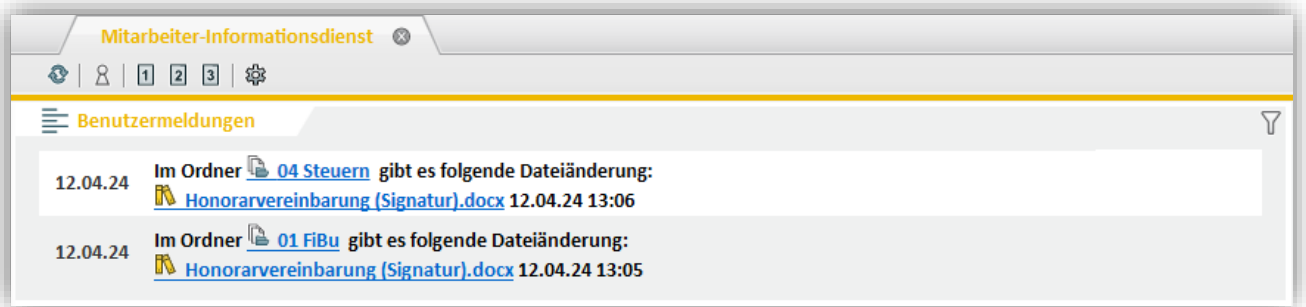 Mitarbeiter-Informationsdienst
1 2 3
Benutzermeldungen
12.04.24
Im Ordner 04 Steuern gibt es folgende Dateiänderung:
Honorarvereinbarung (Signatur).docx 12.04.24 13:06
12.04.24
Im Ordner 01 FiBu gibt es folgende Dateiänderung:
Honorarvereinbarung (Signatur).docx 12.04.24 13:05